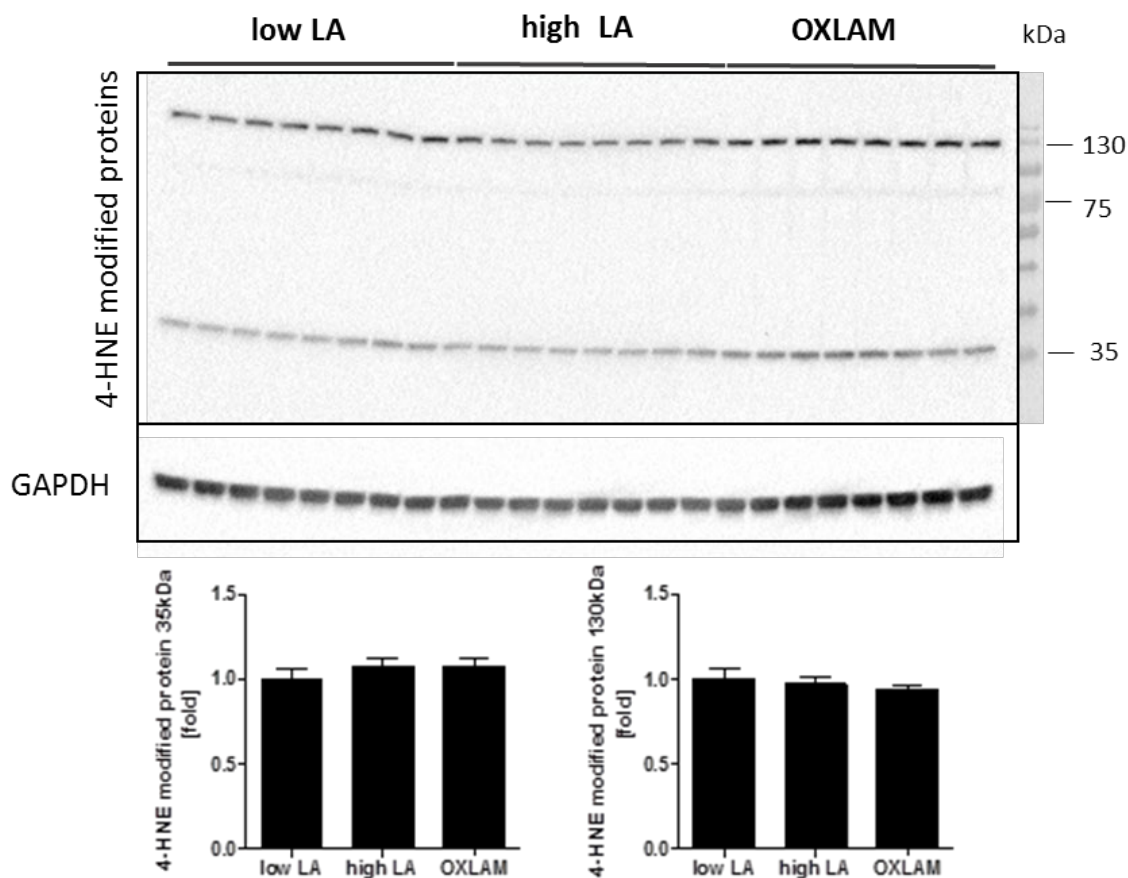 low LA high LA OXLAM kDa
4-HNE modified proteins
130
75
35
GAPDH
4-HNE modified protein 35kDa
[fold]
1.5
1.0
0.5
0.0
low LA high LA OXLAM
4-HNE modified protein 130kDa
[fold]
1.5
1.0
0.5
0.0
low LA high LA OXLAM